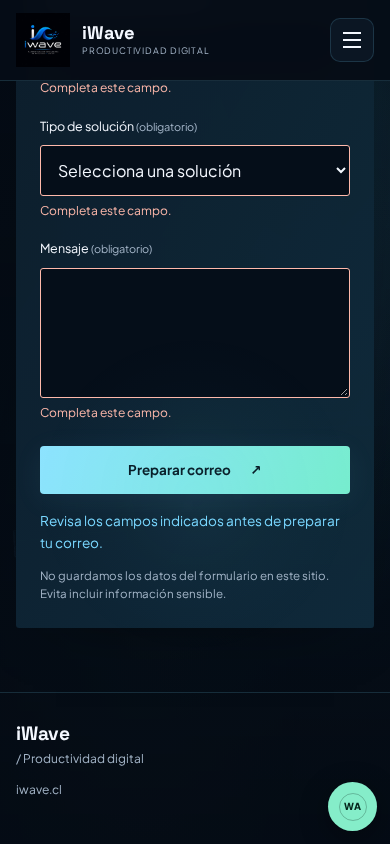 iwave
iWave
PRODUCTIVIDAD DIGITAL
Completa este campo.
Tipo de solución (obligatorio)
Selecciona una solución
Completa este campo.
Mensaje (obligatorio)
Completa este campo.
Preparar correo ↗
Revisa los campos indicados antes de preparar
tu correo.
No guardamos los datos del formulario en este sitio.
Evita incluir información sensible.
iWave
/ Productividad digital
iwave.cl
WA